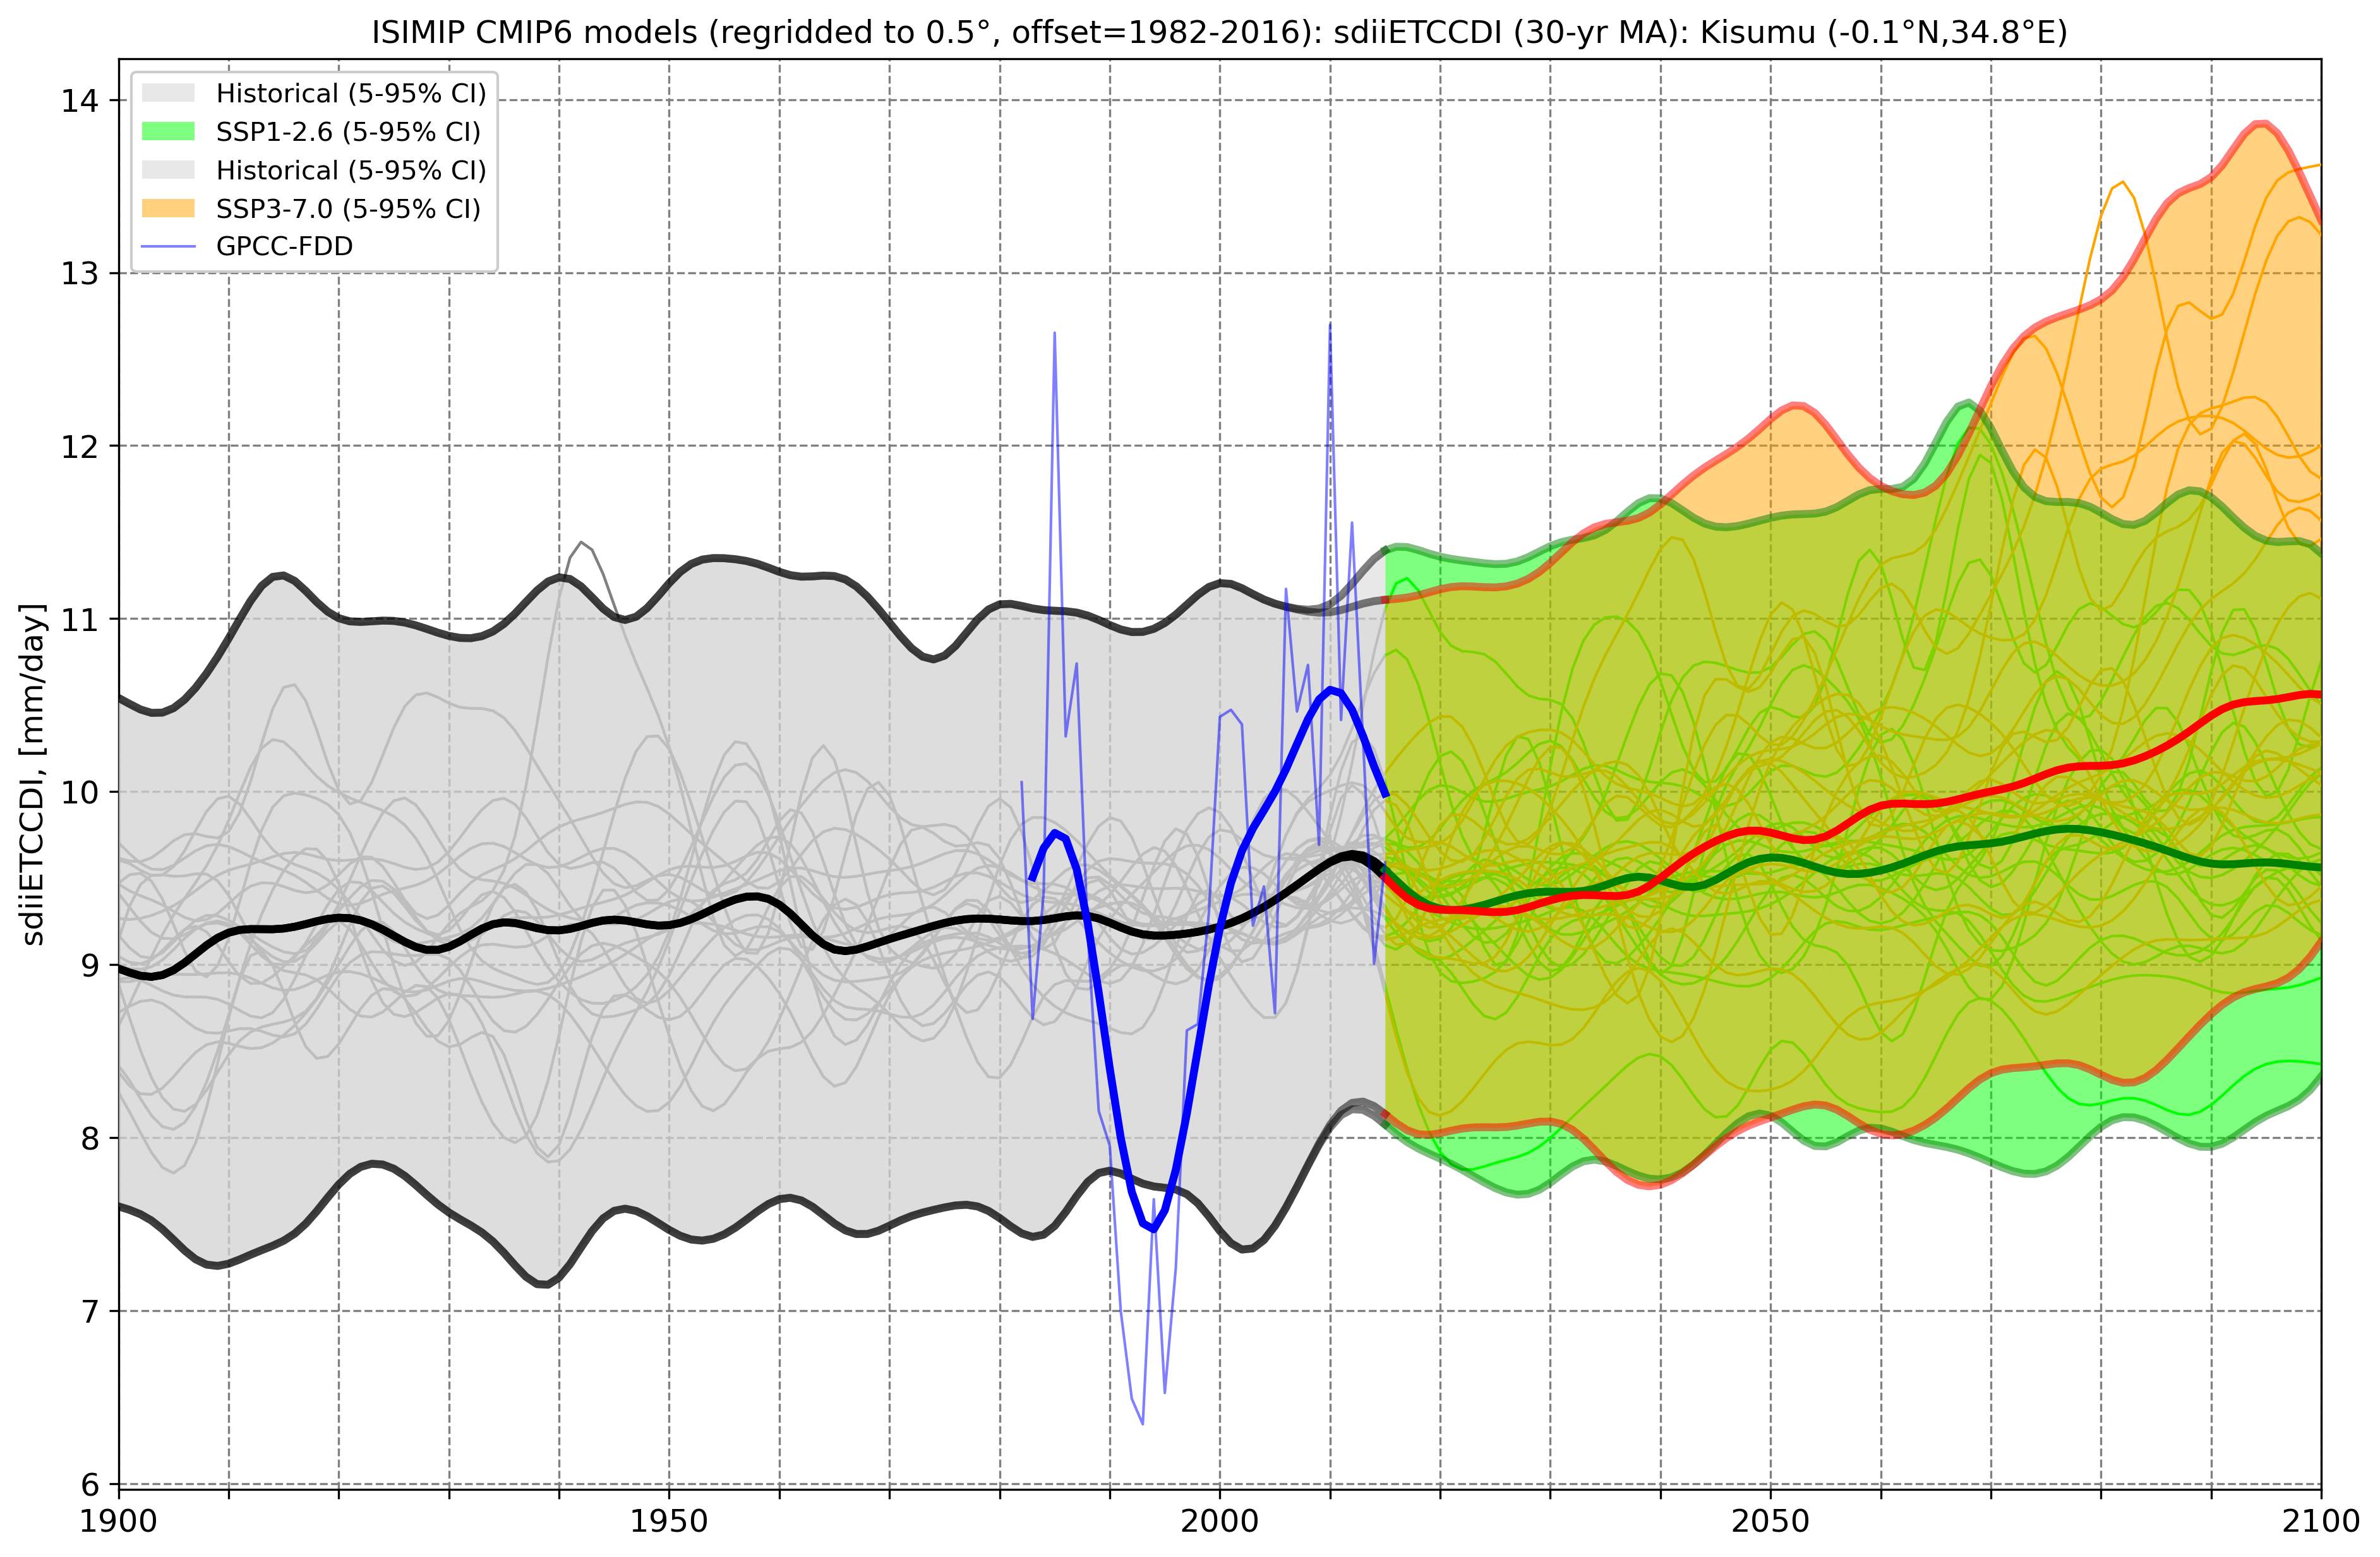 ISIMIP CMIP6 models (regridded to 0.5°, offset=1982-2016): sdiiETCCDI (30-yr MA): Kisumu (-0.1°N,34.8°E)
Historical (5-95% CI)
SSP1-2.6 (5-95% CI)
Historical (5-95% CI)
SSP3-7.0 (5-95% CI)
GPCC-FDD
sdiiETCCDI, [mm/day]
14
13
12
11
10
9
8
7
6
1900
1950
2000
2050
2100